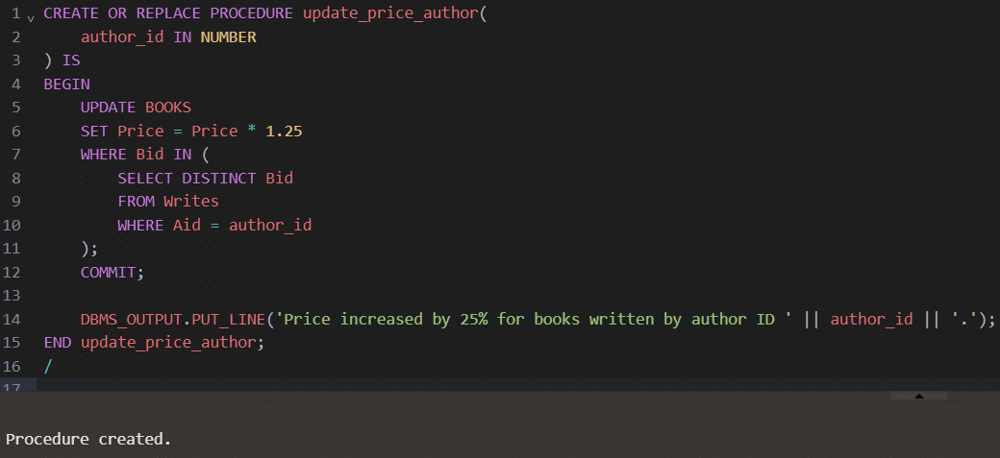 1 CREATE OR REPLACE PROCEDURE update_price_author(
2 author_id IN NUMBER
3 ) IS
4 BEGIN
5 UPDATE BOOKS
6 SET Price = Price * 1.25
7 WHERE Bid IN (
8 SELECT DISTINCT Bid
9 FROM Writes
10 WHERE Aid = author_id
11 );
12 COMMIT;
13
14 DBMS_OUTPUT.PUT_LINE('Price increased by 25% for books written by author ID ' || author_id || '.');
15 END update_price_author;
16 /
17
Procedure created.